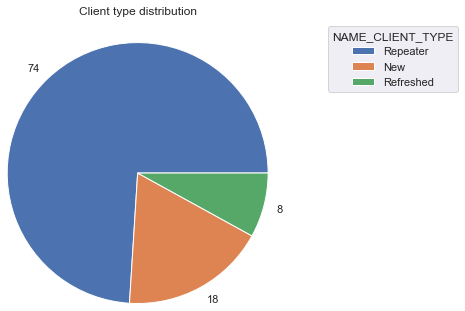 Client type distribution
NAME_CLIENT_TYPE
Repeater
New
Refreshed
74
8
18